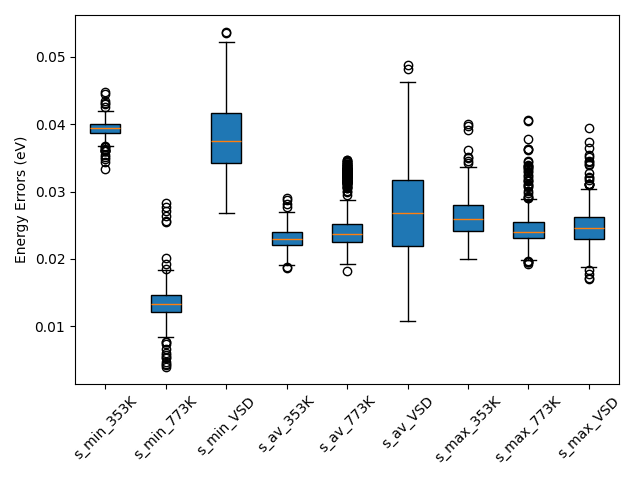 Energy Errors (eV)
0.05
0.04
0.03
0.02
0.01
s_min_353K
s_min_773K
s_min_VSD
s_av_353K
s_av_773K
s_av_VSD
s_max_353K
s_max_773K
s_max_VSD